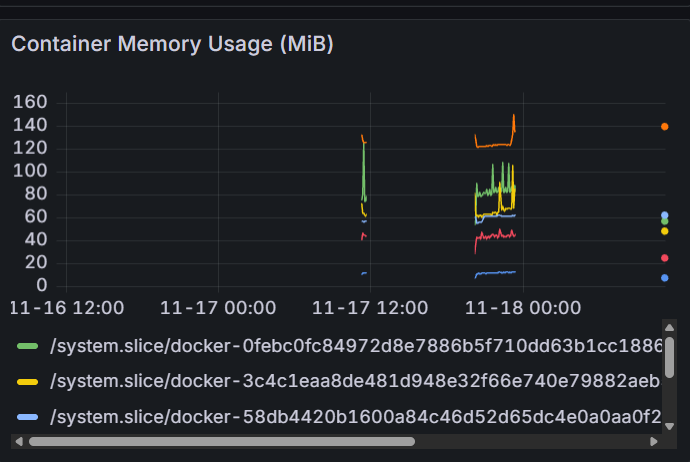 Container Memory Usage (MiB)
160
140
120
100
80
60
40
20
0
11-16 12:00 11-17 00:00 11-17 12:00 11-18 00:00
/system.slice/docker-0febc0fc84972d8e7886b5f710dd63b1cc1886
/system.slice/docker-3c4c1eaa8de481d948e32f66e740e79882aeb
/system.slice/docker-58db4420b1600a84c46d52d65dc4e0a0aa0f2